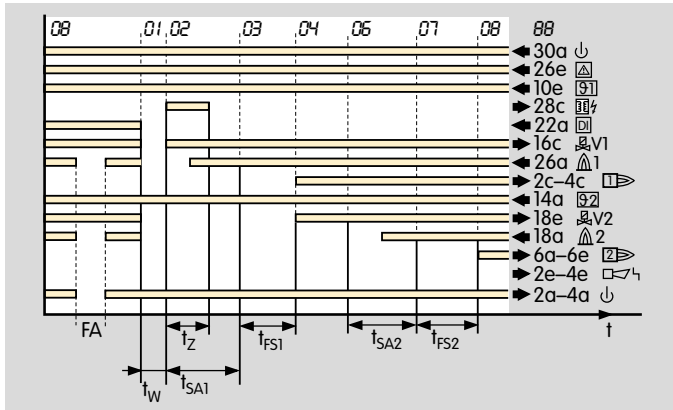 08 01 02 03 04 06 07 08 88
30a
26e
10e ϑ1
28c
22a DI
16c V1
26a 1
2c–4c 1
14a ϑ2
18e V2
18a 2
6a–6e 2
2e–4e
2a–4a
FA tZ tFS1 tSA2 tFS2 t
tW tSA1